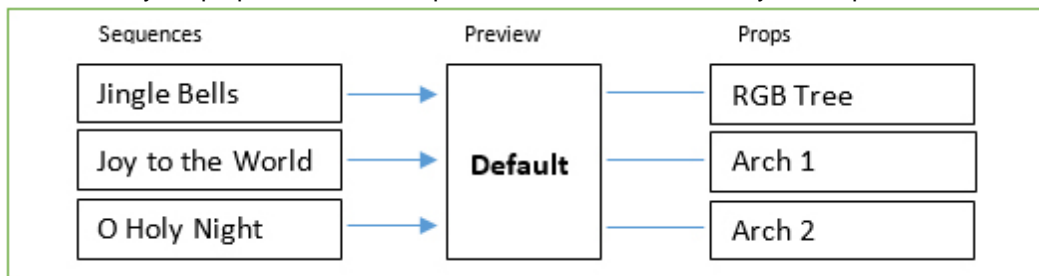 Sequences
Preview
Props
Jingle Bells
RGB Tree
Joy to the World
Default
Arch 1
O Holy Night
Arch 2